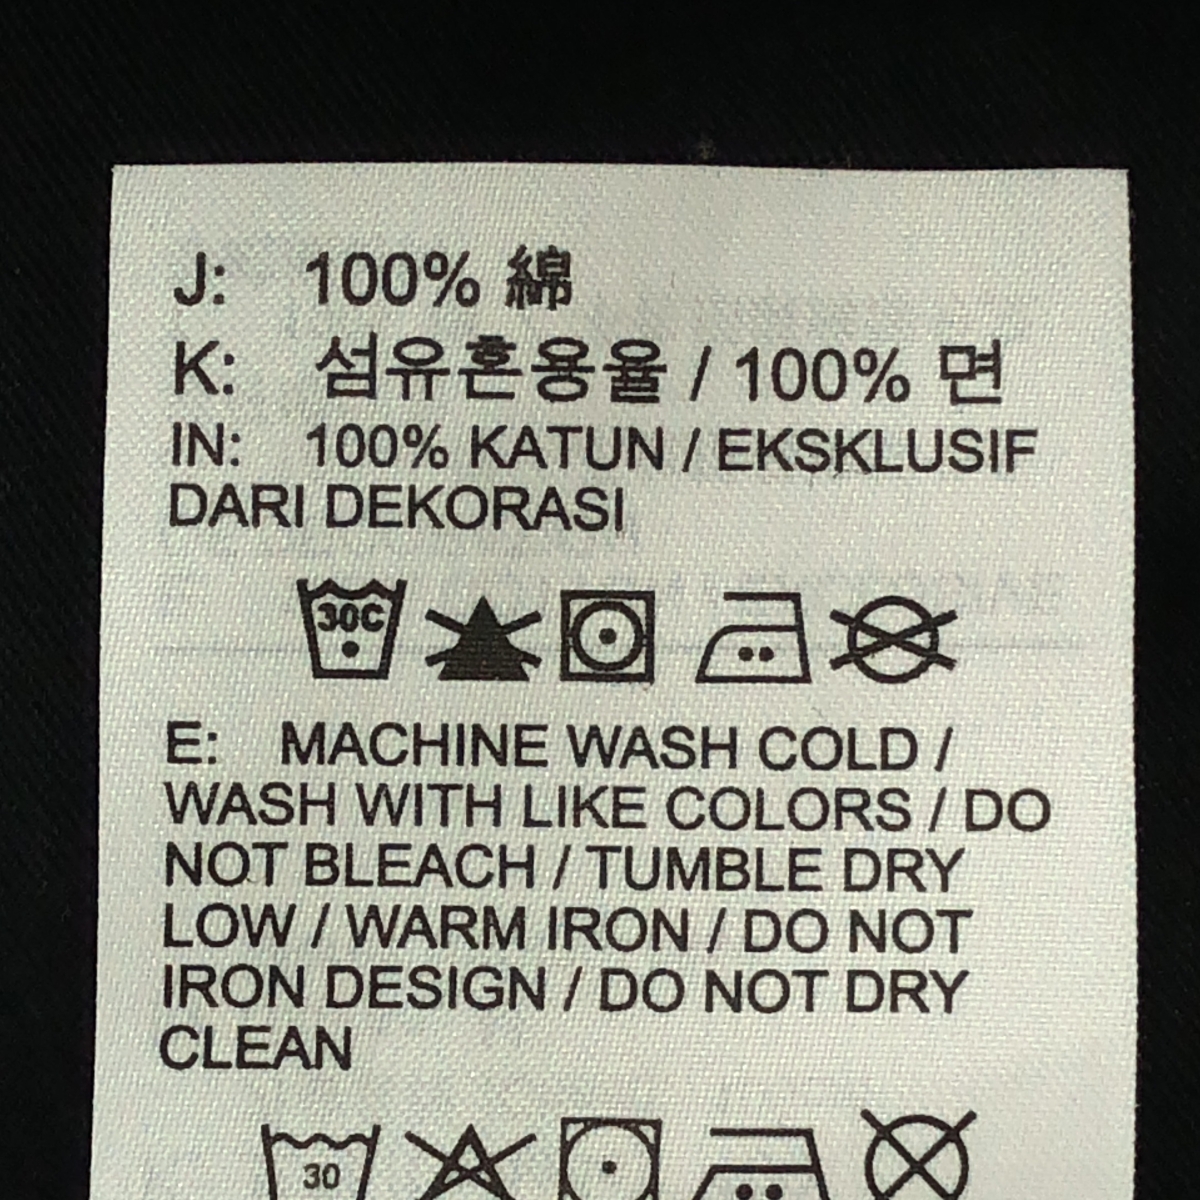 J: 100% 綿
K: 섬유혼용율 / 100% 면
IN: 100% KATUN / EKSKLUSIF
DARI DEKORASI
30C
E: MACHINE WASH COLD /
WASH WITH LIKE COLORS / DO
NOT BLEACH / TUMBLE DRY
LOW / WARM IRON / DO NOT
IRON DESIGN / DO NOT DRY
CLEAN
30